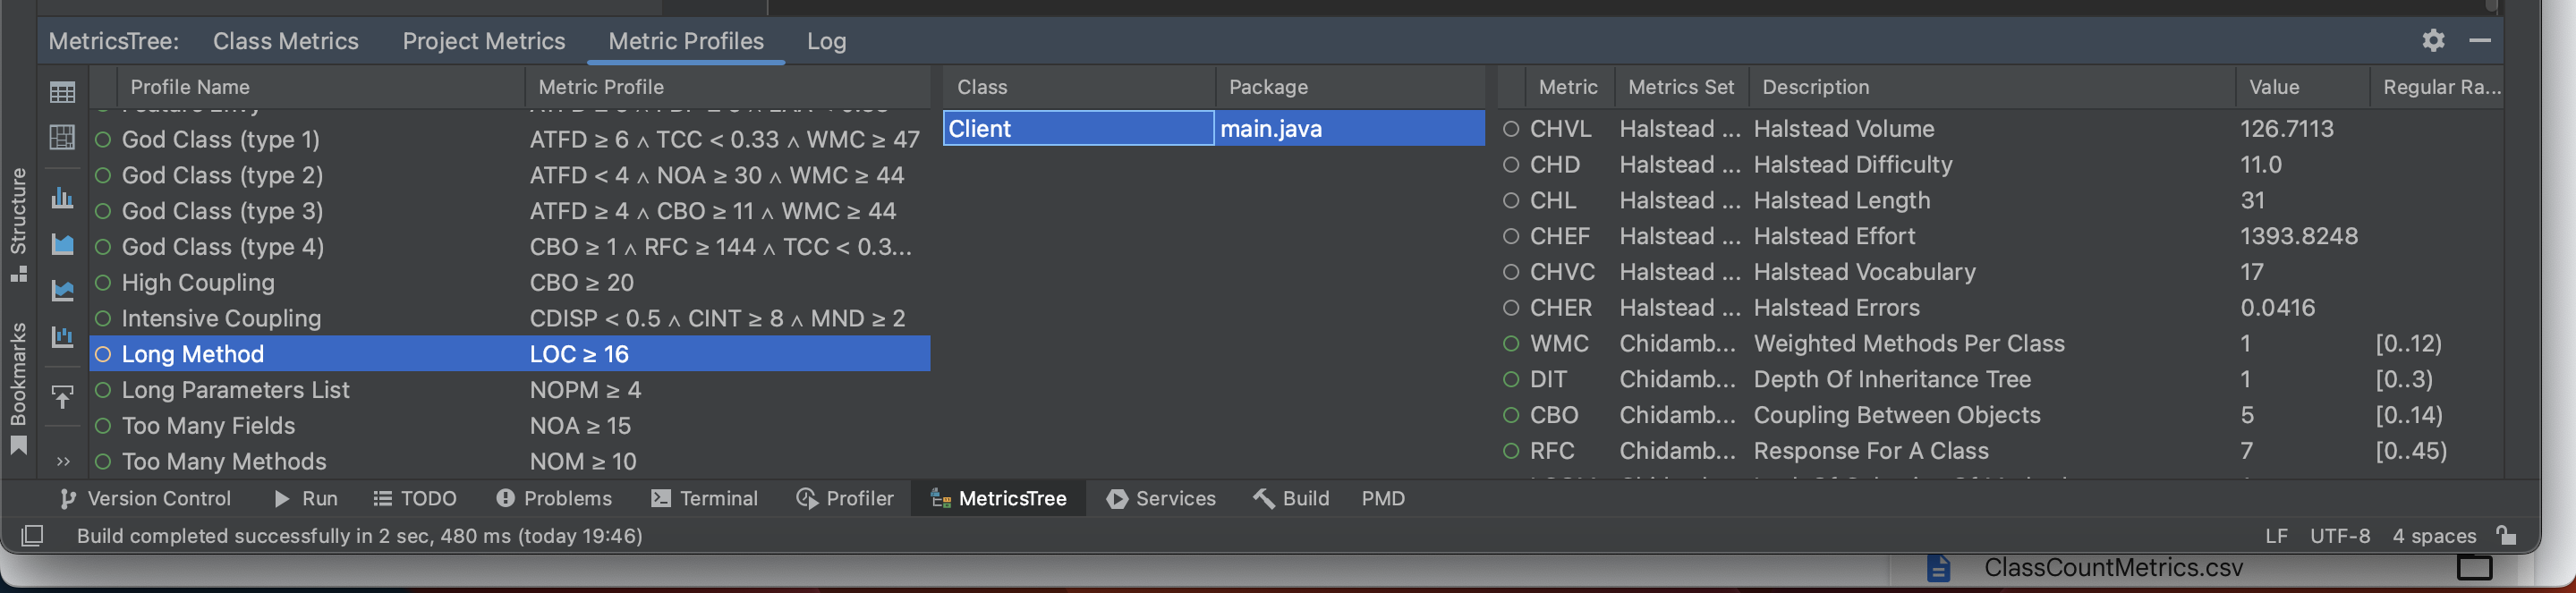 MetricsTree: Class Metrics Project Metrics Metric Profiles Log
Profile Name Metric Profile Class Package Metric Metrics Set Description Value Regular Ra...
Feature Envy
God Class (type 1) ATFD ≥ 6 ∧ TCC < 0.33 ∧ WMC ≥ 47
God Class (type 2) ATFD < 4 ∧ NOA ≥ 30 ∧ WMC ≥ 44
God Class (type 3) ATFD ≥ 4 ∧ CBO ≥ 11 ∧ WMC ≥ 44
God Class (type 4) CBO ≥ 1 ∧ RFC ≥ 144 ∧ TCC < 0.3...
High Coupling CBO ≥ 20
Intensive Coupling CDISP < 0.5 ∧ CINT ≥ 8 ∧ MND ≥ 2
Long Method LOC ≥ 16
Long Parameters List NOPM ≥ 4
Too Many Fields NOA ≥ 15
Too Many Methods NOM ≥ 10
Client main.java
CHVL Halstead ... Halstead Volume 126.7113
CHD Halstead ... Halstead Difficulty 11.0
CHL Halstead ... Halstead Length 31
CHEF Halstead ... Halstead Effort 1393.8248
CHVC Halstead ... Halstead Vocabulary 17
CHER Halstead ... Halstead Errors 0.0416
WMC Chidamb... Weighted Methods Per Class 1 [0..12)
DIT Chidamb... Depth Of Inheritance Tree 1 [0..3)
CBO Chidamb... Coupling Between Objects 5 [0..14)
RFC Chidamb... Response For A Class 7 [0..45)
Structure
Bookmarks
Version Control Run TODO Problems Terminal Profiler MetricsTree Services Build PMD
Build completed successfully in 2 sec, 480 ms (today 19:46) LF UTF-8 4 spaces
ClassCountMetrics.csv